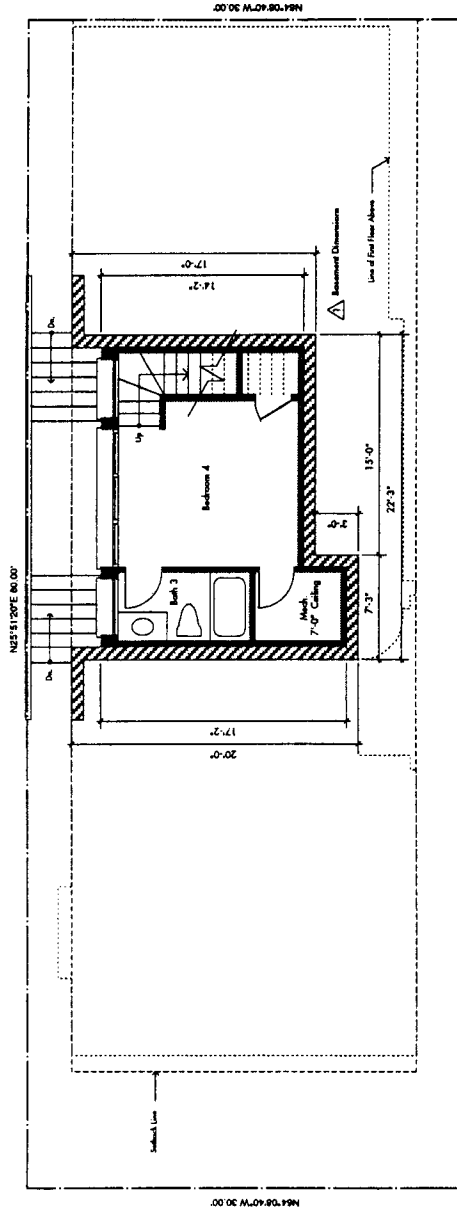 N64°08'40"W 30.00'
N25°51'20"E 80.00'
Dn.
Dn.
17'-0"
14'-2"
Basement Dimensions
Line of First Floor Above
Up
Bedroom 4
Bath 3
Mech.
7'-0" Ceiling
15'-0"
22'-3"
3'-0"
7'-3"
17'-2"
20'-0"
Setback Line
N64°08'40"W 30.00'